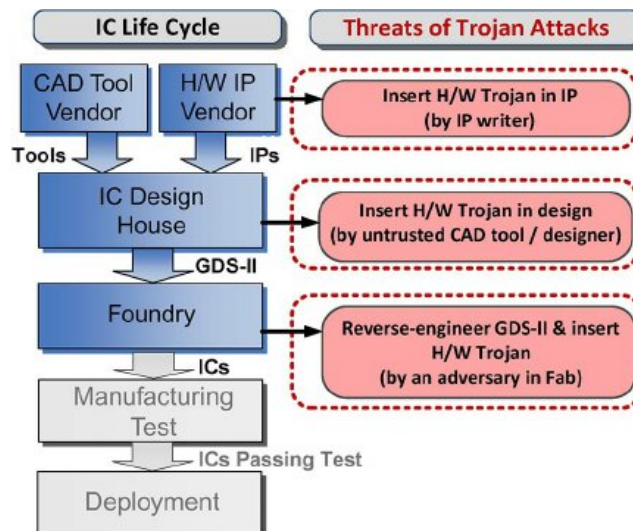 IC Life Cycle
Threats of Trojan Attacks
CAD Tool
Vendor
H/W IP
Vendor
Insert H/W Trojan in IP
(by IP writer)
Tools
IPs
IC Design
House
Insert H/W Trojan in design
(by untrusted CAD tool / designer)
GDS-II
Foundry
Reverse-engineer GDS-II & insert
H/W Trojan
(by an adversary in Fab)
ICs
Manufacturing
Test
ICs Passing Test
Deployment